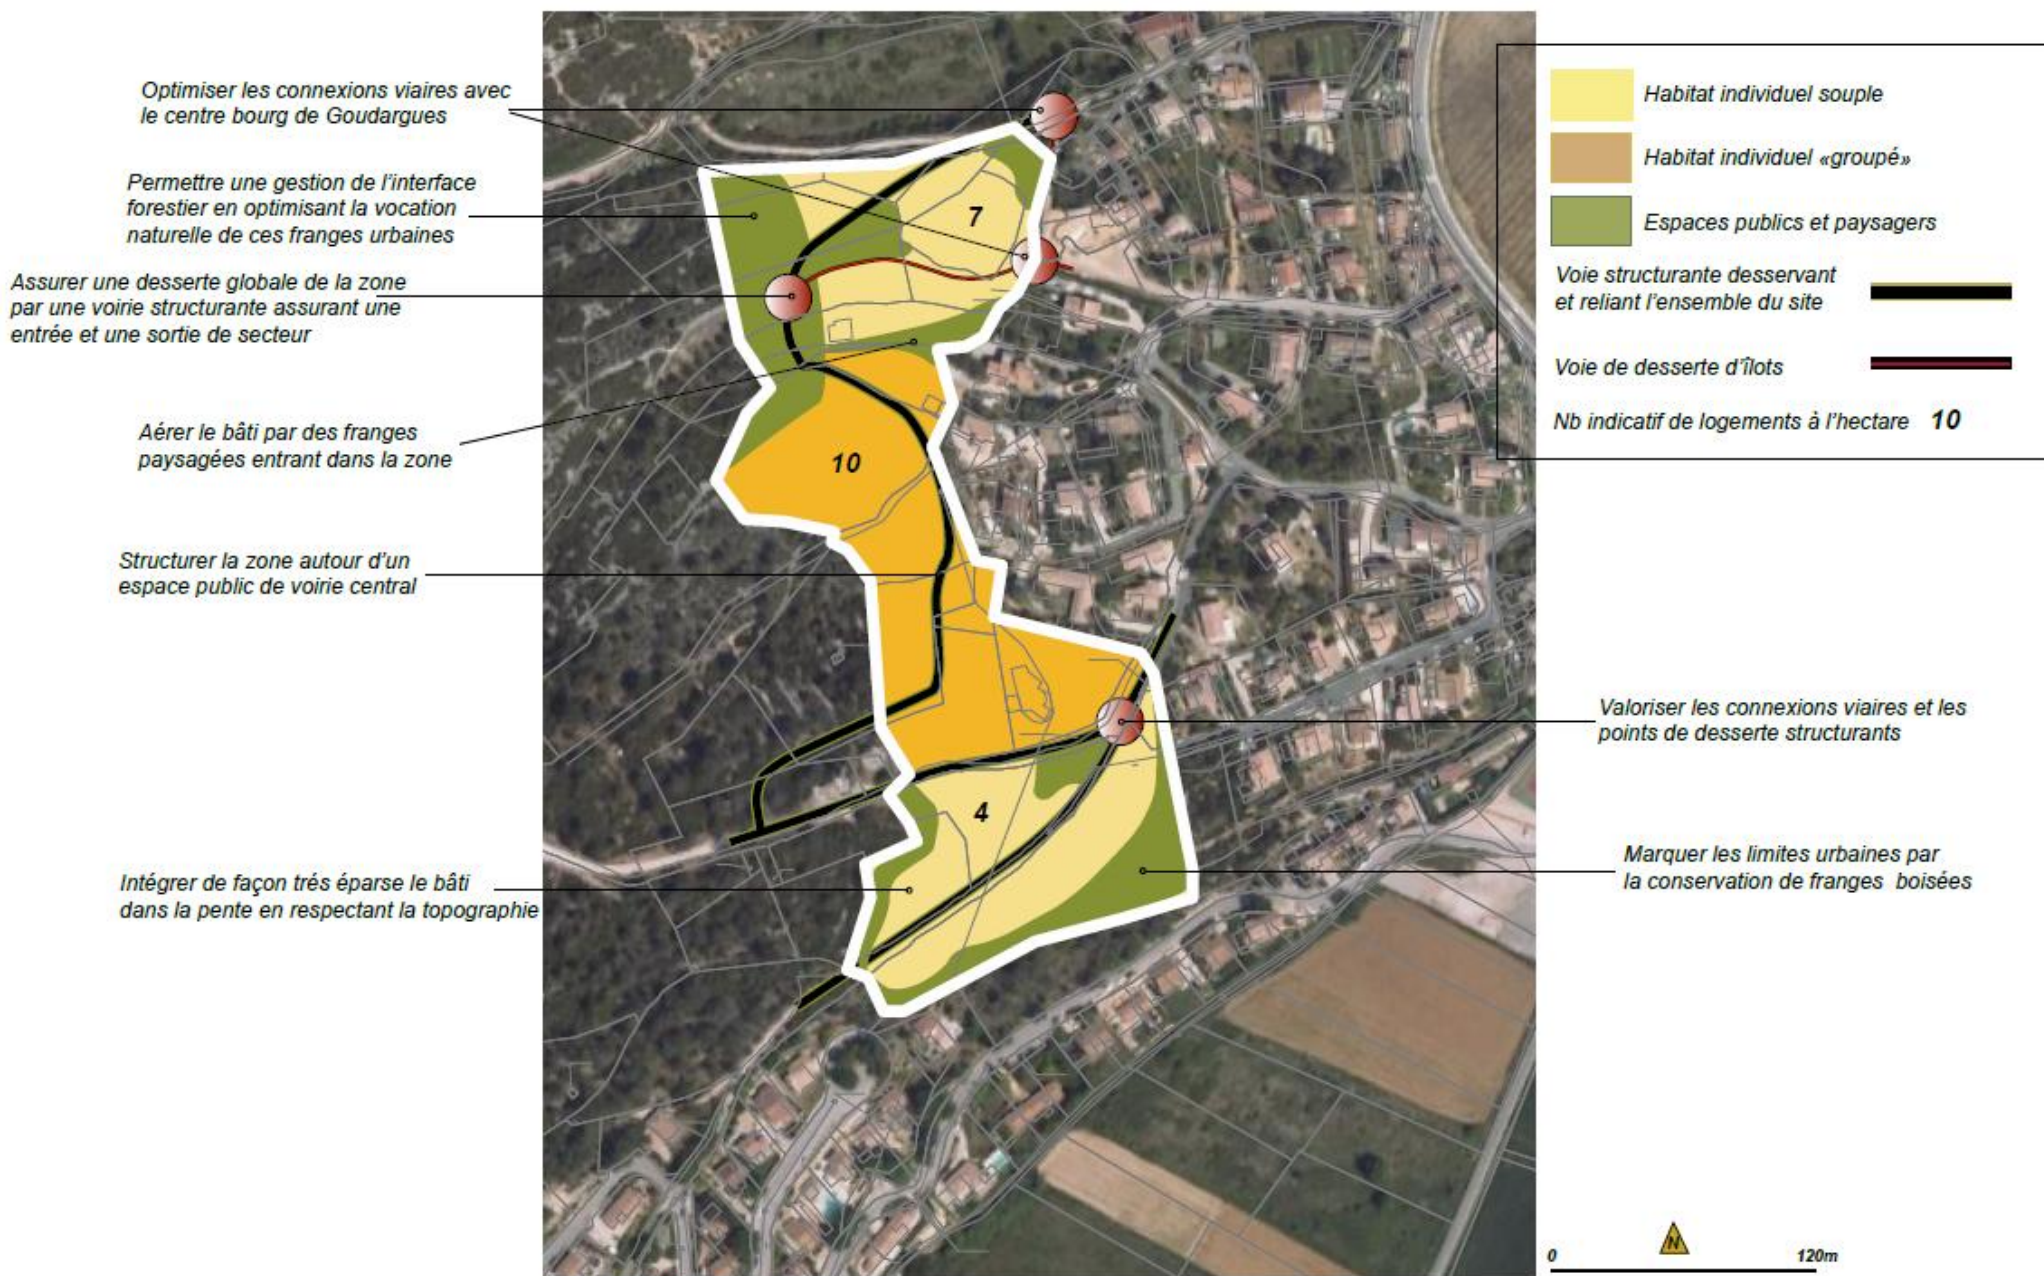 Optimiser les connexions viaires avec
le centre bourg de Goudargues
Permettre une gestion de l'interface
forestier en optimisant la vocation
naturelle de ces franges urbaines
Assurer une desserte globale de la zone
par une voirie structurante assurant une
entrée et une sortie de secteur
Aérer le bâti par des franges
paysagées entrant dans la zone
Structurer la zone autour d'un
espace public de voirie central
Intégrer de façon trés éparse le bâti
dans la pente en respectant la topographie
7
10
4
Habitat individuel souple
Habitat individuel «groupé»
Espaces publics et paysagers
Voie structurante desservant
et reliant l'ensemble du site
Voie de desserte d'îlots
Nb indicatif de logements à l'hectare 10
Valoriser les connexions viaires et les
points de desserte structurants
Marquer les limites urbaines par
la conservation de franges boisées
N
0 120m